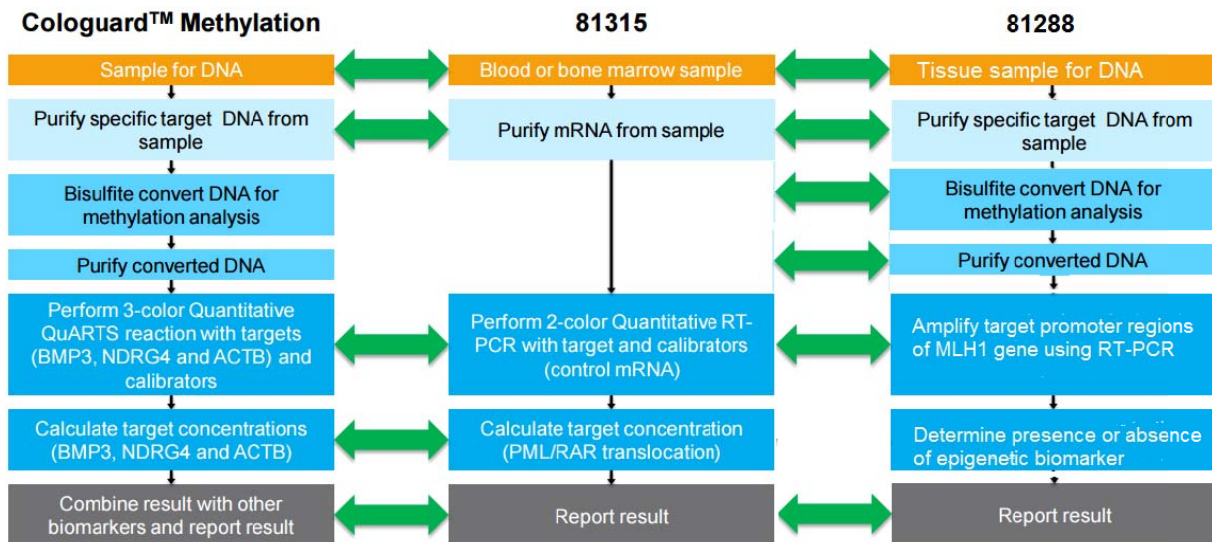 Cologuard™ Methylation
Sample for DNA
Purify specific target DNA from
sample
Bisulfite convert DNA for
methylation analysis
Purify converted DNA
Perform 3-color Quantitative
QuARTS reaction with targets
(BMP3, NDRG4 and ACTB) and
calibrators
Calculate target concentrations
(BMP3, NDRG4 and ACTB)
Combine result with other
biomarkers and report result
81315
Blood or bone marrow sample
Purify mRNA from sample
Perform 2-color Quantitative RT-
PCR with target and calibrators
(control mRNA)
Calculate target concentration
(PML/RAR translocation)
Report result
81288
Tissue sample for DNA
Purify specific target DNA from
sample
Bisulfite convert DNA for
methylation analysis
Purify converted DNA
Amplify target promoter regions
of MLH1 gene using RT-PCR
Determine presence or absence
of epigenetic biomarker
Report result